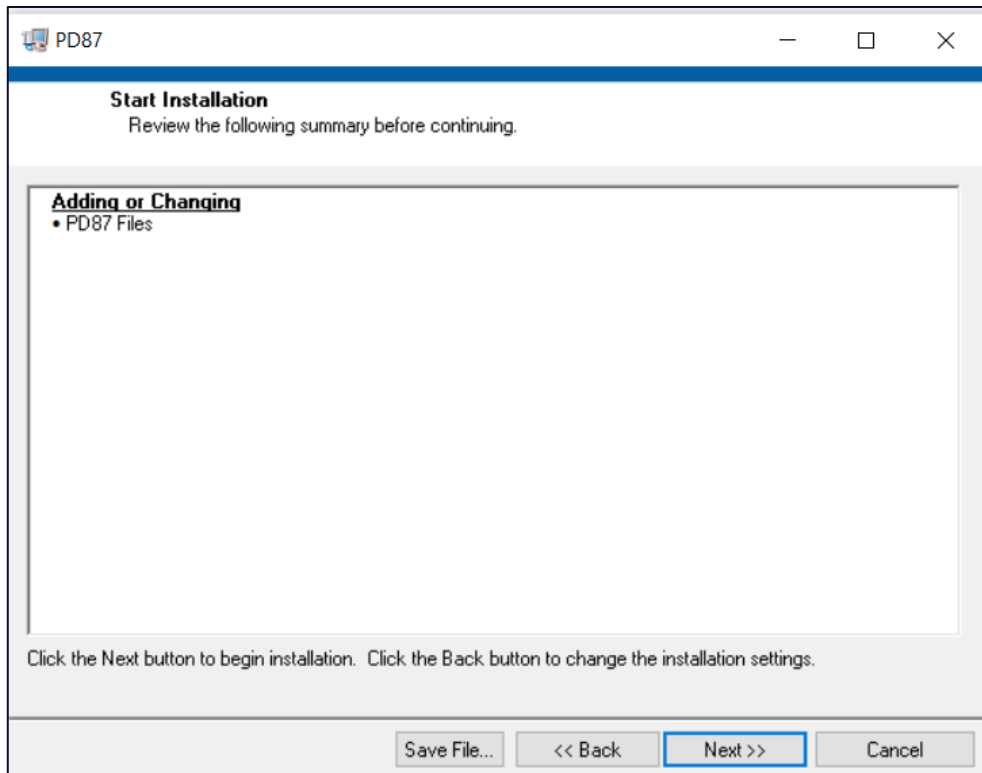 PD87
Start Installation
Review the following summary before continuing.
Adding or Changing
• PD87 Files
Click the Next button to begin installation.  Click the Back button to change the installation settings.
Save File... << Back Next >> Cancel